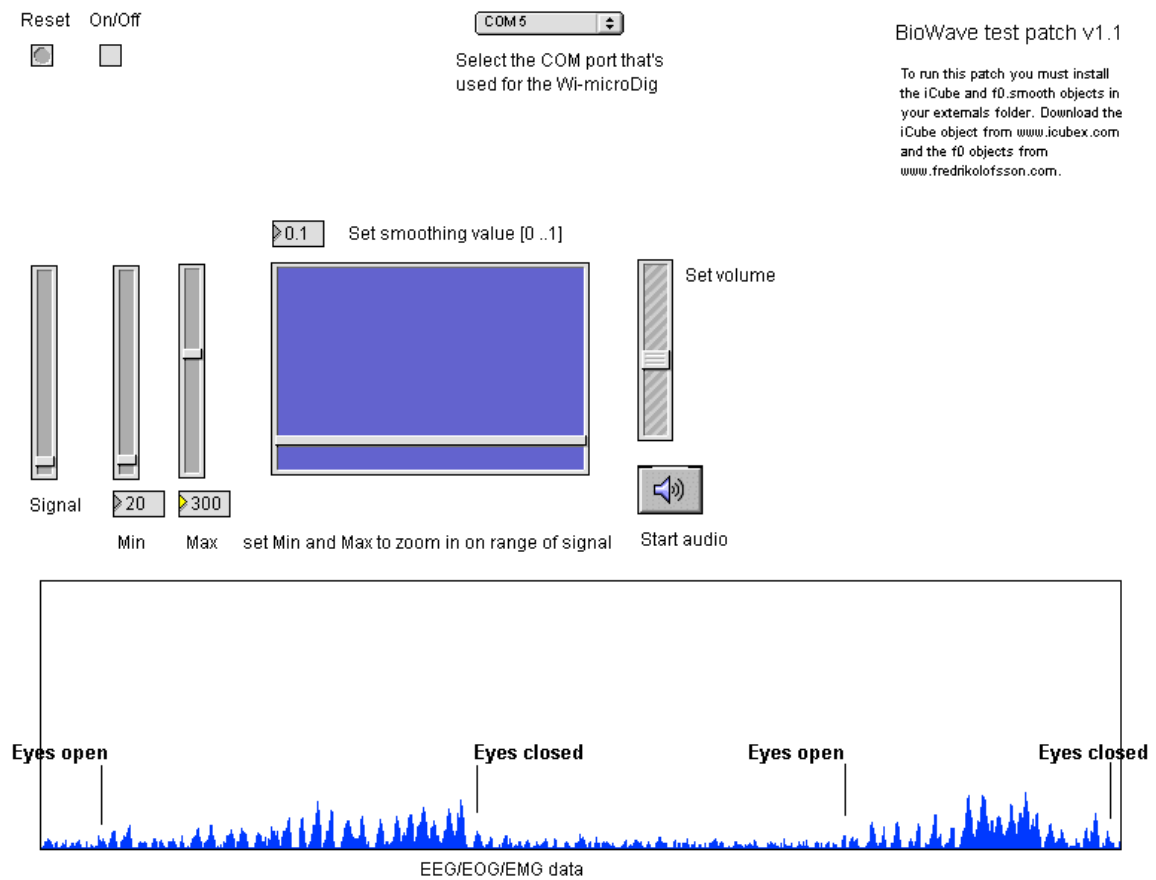 Reset On/Off
COM5
BioWave test patch v1.1
Select the COM port that's
used for the Wi-microDig
To run this patch you must install
the iCube and f0.smooth objects in
your externals folder. Download the
iCube object from www.icubex.com
and the f0 objects from
www.fredrikolofsson.com.
0.1 Set smoothing value [0 ..1]
Set volume
Signal 20 300
Min Max set Min and Max to zoom in on range of signal Start audio
Eyes open Eyes closed Eyes open Eyes closed
EEG/EOG/EMG data